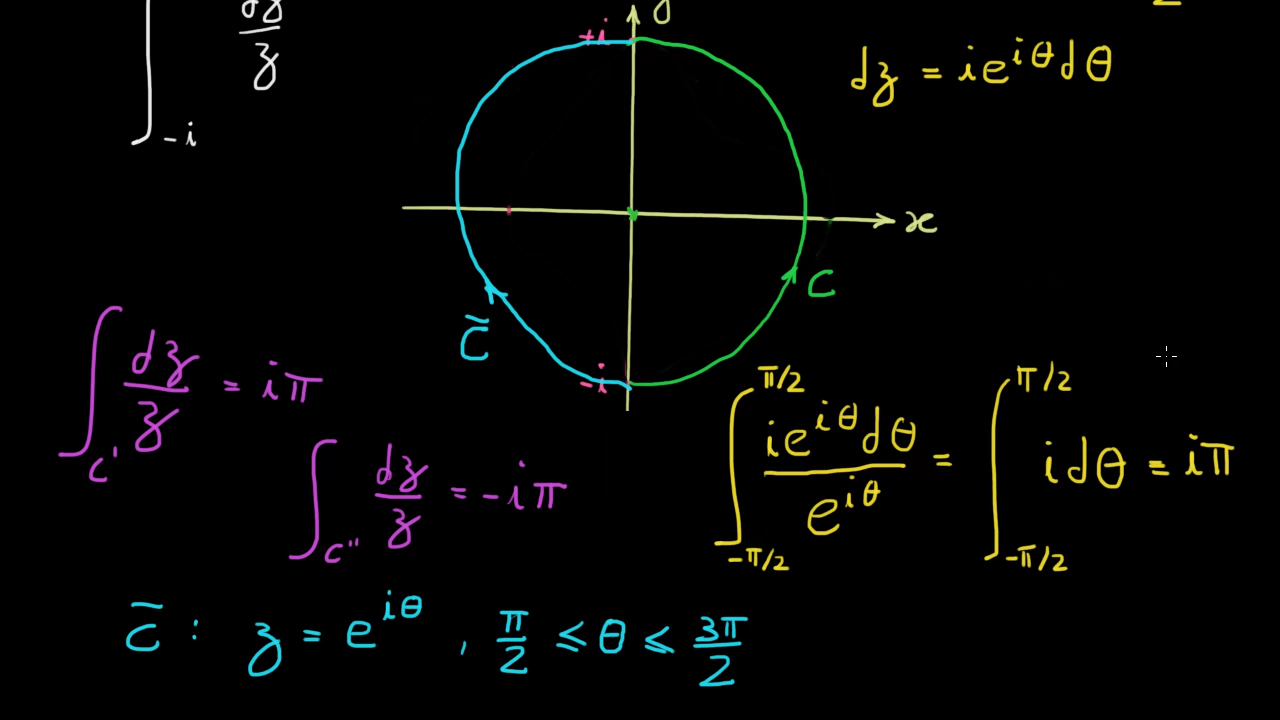 ∫_{-i} dz/z
+i
y
dz = ie^{iθ}dθ
x
C
C̄
-i
∫_{C'} dz/z = iπ
∫_{C''} dz/z = -iπ
∫_{-π/2}^{π/2} ie^{iθ}dθ/e^{iθ} = ∫_{-π/2}^{π/2} idθ = iπ
C̄ : z = e^{iθ} , π/2 ≤ θ ≤ 3π/2